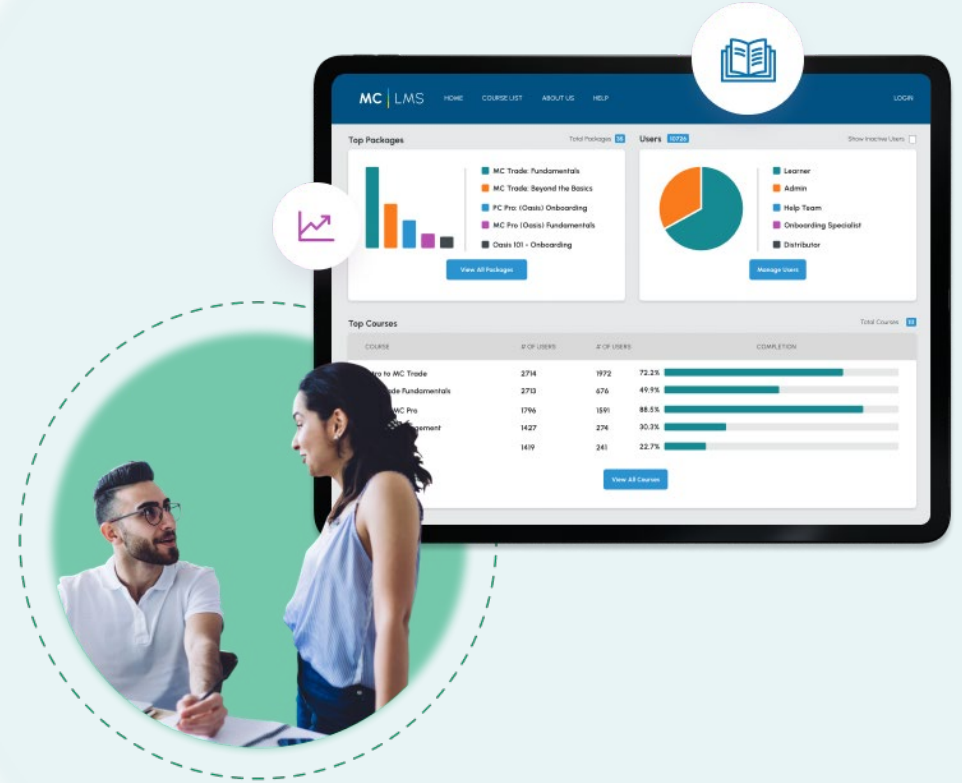 MC LMS HOME COURSE LIST ABOUT US HELP LOGIN
Top Packages Total Packages
Users 10726 Show Inactive Users
MC Trade: Fundamentals
MC Trade: Beyond the Basics
PC Pro: (Oasis) Onboarding
MC Pro (Oasis) Fundamentals
Oasis 101 - Onboarding
View All Packages
Learner
Admin
Help Team
Onboarding Specialist
Distributor
Manage Users
Top Courses Total Courses
COURSE # OF USERS # OF USERS COMPLETION
to MC Trade 2714 1972 72.2%
Fundamentals 2713 676 49.9%
MC Pro 1796 1591 88.5%
1427 274 30.3%
1419 241 22.7%
View All Courses